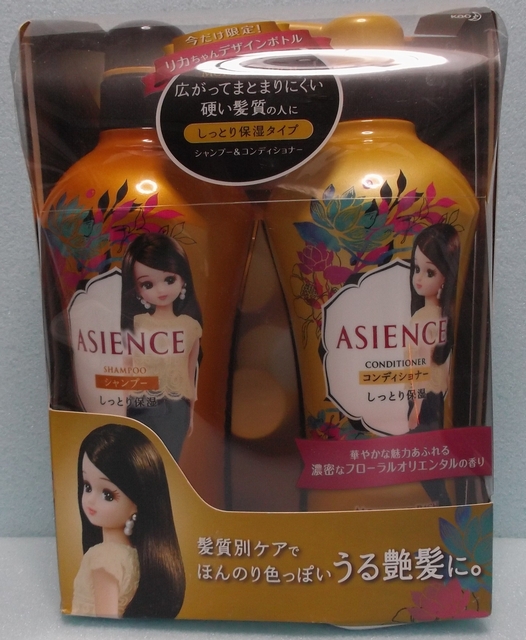 今だけ限定!
リカちゃんデザインボトル
広がってまとまりにくい
硬い髪質の人に
しっとり保湿タイプ
シャンプー&コンディショナー
ASIENCE
SHAMPOO
シャンプー
しっとり保湿
ASIENCE
CONDITIONER
コンディショナー
しっとり保湿
華やかな魅力あふれる
濃密なフローラルオリエンタルの香り
髪質別ケアで
ほんのり色っぽいうる艶髪に。